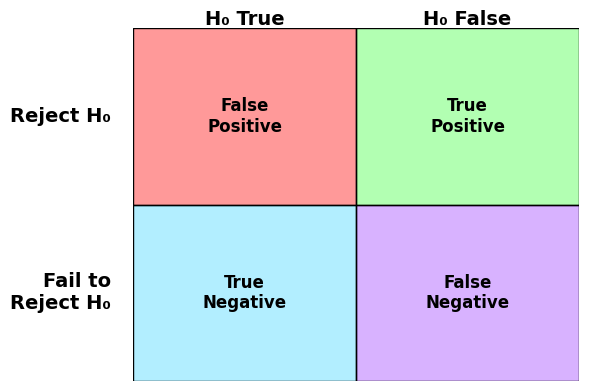 H₀ True
H₀ False
Reject H₀
False
Positive
True
Positive
Fail to
Reject H₀
True
Negative
False
Negative